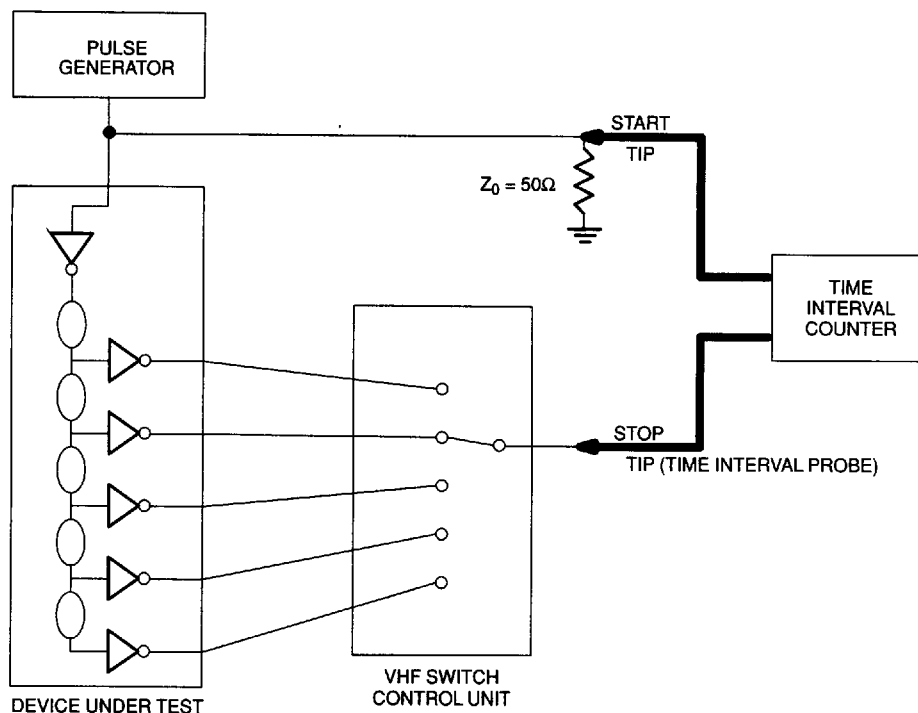 PULSE
GENERATOR
START
TIP
Z₀ = 50Ω
TIME
INTERVAL
COUNTER
STOP
TIP (TIME INTERVAL PROBE)
VHF SWITCH
CONTROL UNIT
DEVICE UNDER TEST